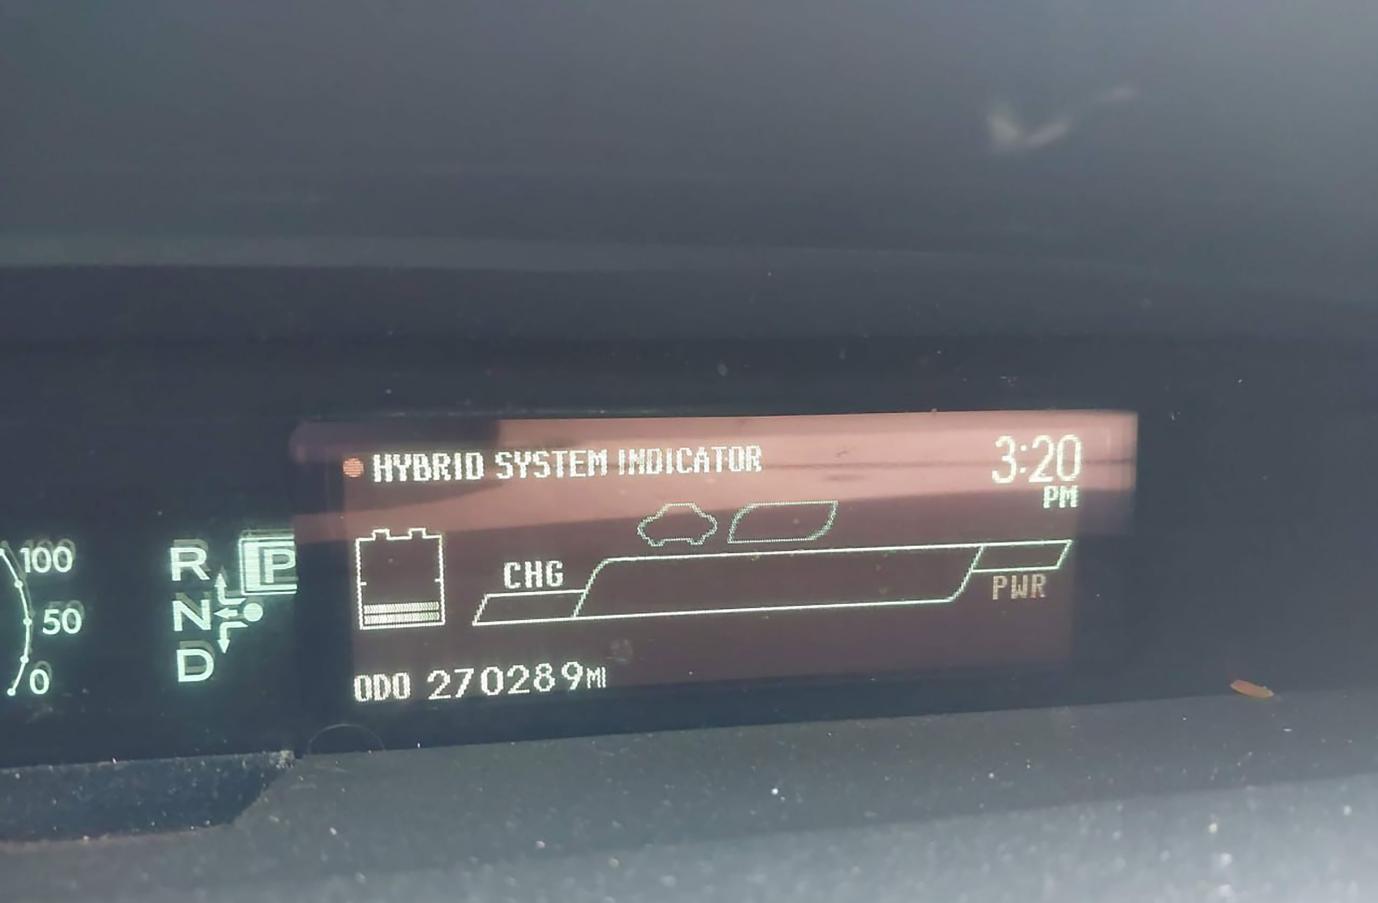 HYBRID SYSTEM INDICATOR
3:20
PM
100
50
0
R
N
D
P
CHG
PWR
ODO 270289MI